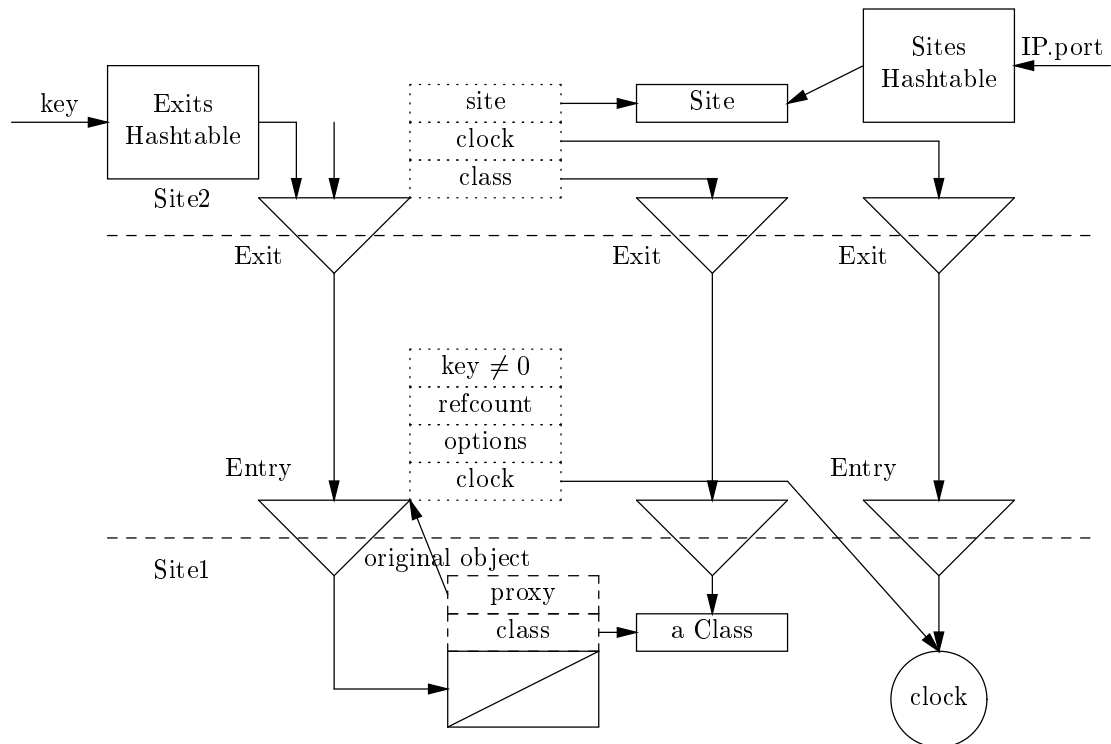 Sites
Hashtable
IP.port
key
Exits
Hashtable
site
Site
clock
class
Site2
Exit
Exit
Exit
key ≠ 0
refcount
options
clock
Entry
Entry
Site1
original object
proxy
class
a Class
clock